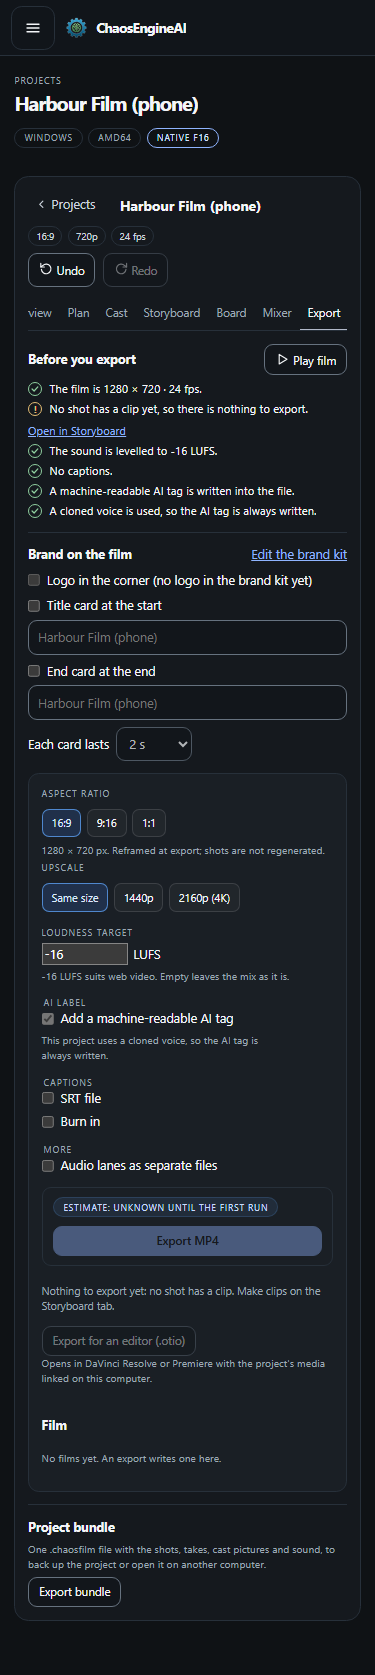 ChaosEngineAI
PROJECTS
Harbour Film (phone)
WINDOWS AMD64 NATIVE F16
Projects Harbour Film (phone)
16:9 720p 24 fps
Undo Redo
view Plan Cast Storyboard Board Mixer Export
Before you export Play film
The film is 1280 × 720 · 24 fps.
No shot has a clip yet, so there is nothing to export.
Open in Storyboard
The sound is levelled to -16 LUFS.
No captions.
A machine-readable AI tag is written into the file.
A cloned voice is used, so the AI tag is always written.
Brand on the film Edit the brand kit
Logo in the corner (no logo in the brand kit yet)
Title card at the start
Harbour Film (phone)
End card at the end
Harbour Film (phone)
Each card lasts 2 s
ASPECT RATIO
16:9 9:16 1:1
1280 × 720 px. Reframed at export; shots are not regenerated.
UPSCALE
Same size 1440p 2160p (4K)
LOUDNESS TARGET
-16 LUFS
-16 LUFS suits web video. Empty leaves the mix as it is.
AI LABEL
Add a machine-readable AI tag
This project uses a cloned voice, so the AI tag is
always written.
CAPTIONS
SRT file
Burn in
MORE
Audio lanes as separate files
ESTIMATE: UNKNOWN UNTIL THE FIRST RUN
Export MP4
Nothing to export yet: no shot has a clip. Make clips on the
Storyboard tab.
Export for an editor (.otio)
Opens in DaVinci Resolve or Premiere with the project's media
linked on this computer.
Film
No films yet. An export writes one here.
Project bundle
One .chaosfilm file with the shots, takes, cast pictures and sound, to
back up the project or open it on another computer.
Export bundle